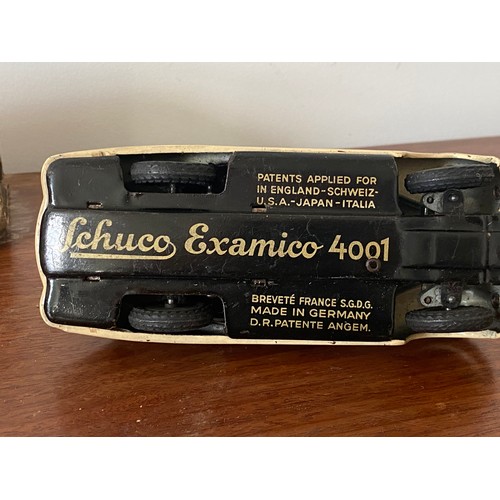 PATENTS APPLIED FOR
IN ENGLAND-SCHWEIZ-
U.S.A.-JAPAN-ITALIA
Schuco Examico 4001
BREVETÉ FRANCE S.G.D.G.
MADE IN GERMANY
D.R.PATENTE ANGEM.